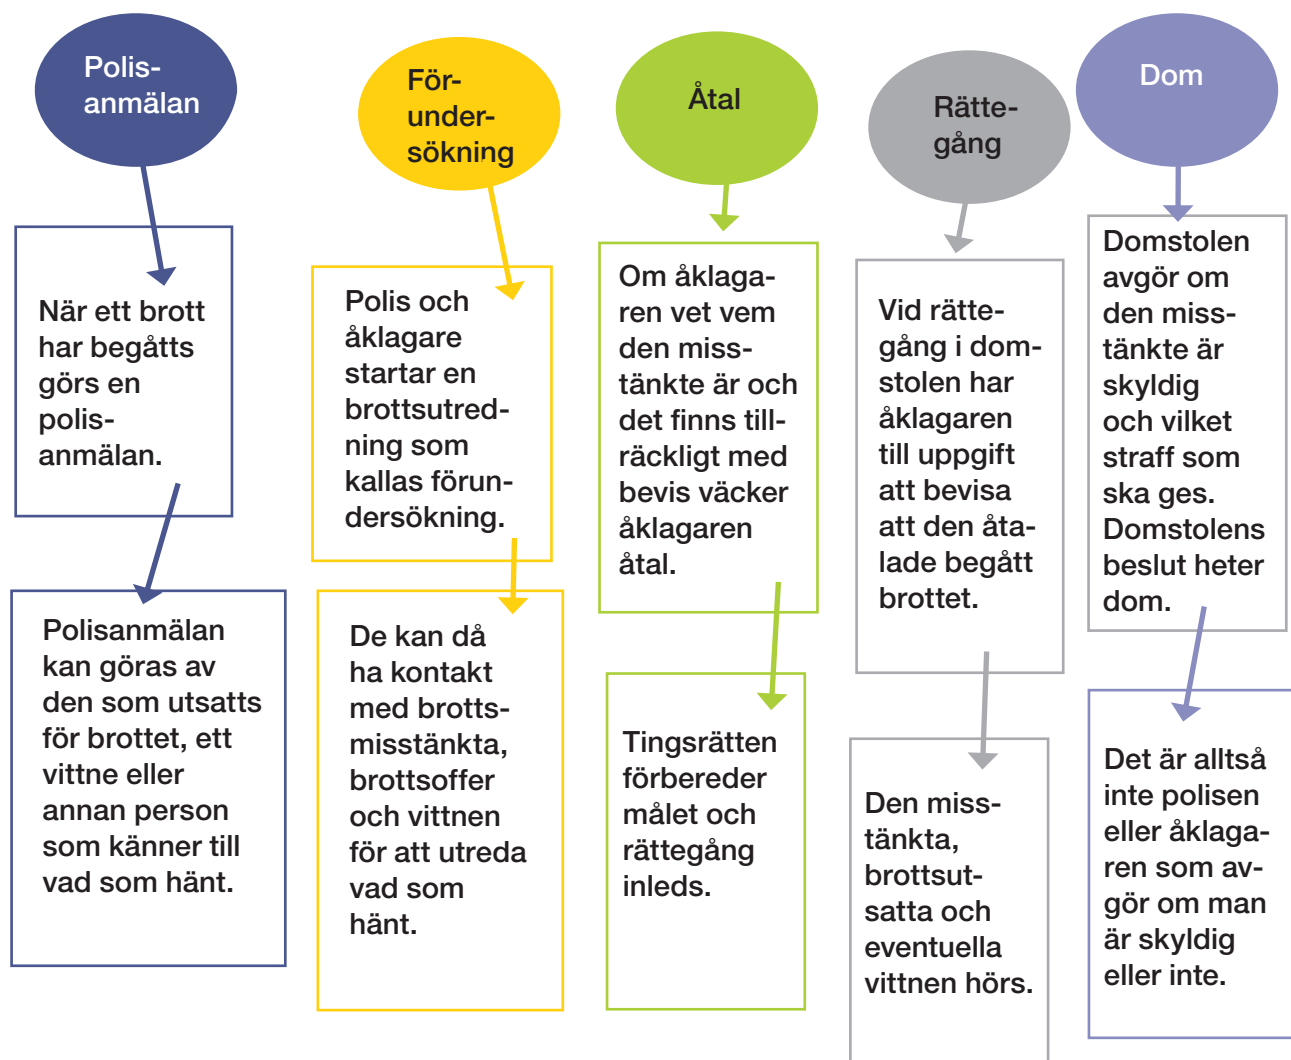 Polis-
anmälan
När ett brott
har begåtts
görs en
polis-
anmälan.
Polisanmälan
kan göras av
den som utsatts
för brottet, ett
vittne eller
annan person
som känner till
vad som hänt.
För-
under-
sökning
Polis och
åklagare
startar en
brottsutred-
ning som
kallas förun-
dersökning.
De kan då
ha kontakt
med brotts-
misstänkta,
brottsoffer
och vittnen
för att utreda
vad som
hänt.
Åtal
Om åklaga-
ren vet vem
den miss-
tänkte är och
det finns till-
räckligt med
bevis väcker
åklagaren
åtal.
Tingsrätten
förbereder
målet och
rättegång
inleds.
Rätte-
gång
Vid rätte-
gång i dom-
stolen har
åklagaren
till uppgift
att bevisa
att den åta-
lade begått
brottet.
Den miss-
tänkta,
brottsut-
satta och
eventuella
vittnen hörs.
Dom
Domstolen
avgör om
den miss-
tänkte är
skyldig
och vilket
straff som
ska ges.
Domstolens
beslut heter
dom.
Det är alltså
inte polisen
eller åklaga-
ren som av-
gör om man
är skyldig
eller inte.